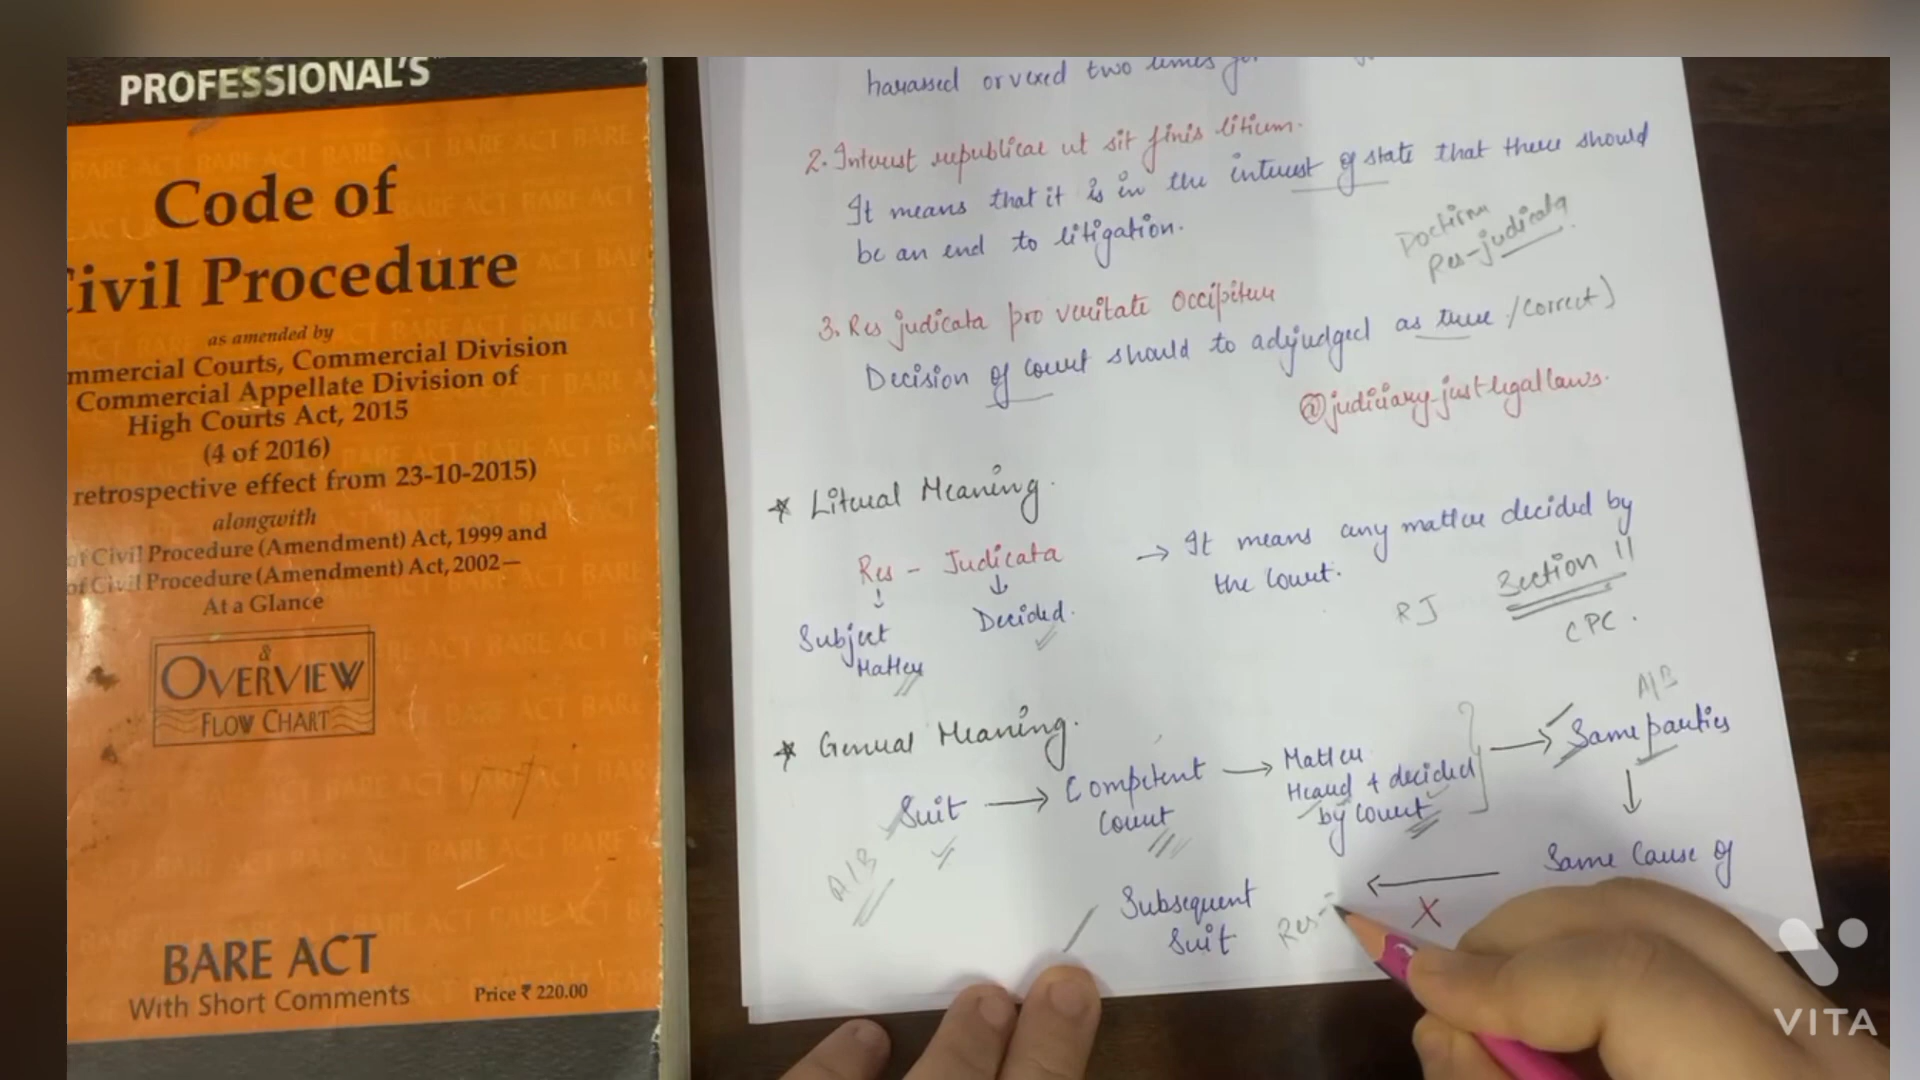 PROFESSIONAL'S
Code of
Civil Procedure
as amended by
mmercial Courts, Commercial Division
Commercial Appellate Division of
High Courts Act, 2015
(4 of 2016)
retrospective effect from 23-10-2015)
alongwith
of Civil Procedure (Amendment) Act, 1999 and
of Civil Procedure (Amendment) Act, 2002—
At a Glance
&
OVERVIEW
FLOW CHART
BARE ACT
With Short Comments
Price ₹ 220.00
harassed or vexed two times for
2. Interest republicae ut sit finis litium.
It means that it is in the interest of state that there should
be an end to litigation.
Doctrine
Res-judicata
3. Res judicata pro veritate occipitur
Decision of court should to adjudged as true /correct)
@judiciary_just_legal laws.
* Literal Meaning.
Res - Judicata
→ It means any matter decided by
the Court.
↓ ↓
Subject
Matter
Decided.
RJ
Section 11
CPC.
* General Meaning.
Suit → Competent
Court
→ Matter
Heard + decided
by Court
→ Same parties
A/B
A/B
↓
Same Cause of
← X
Res-
Subsequent
Suit
VITA